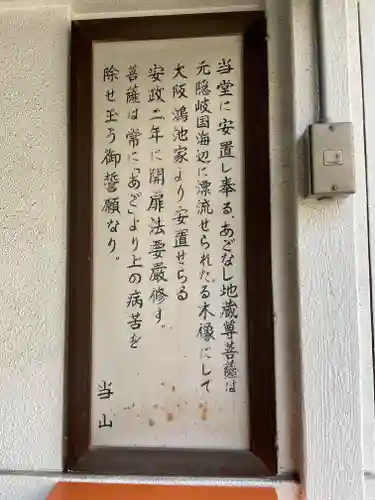 当堂に安置し奉る、あごなし地蔵尊菩薩は
元隠岐国海辺に漂流せられたる木像にして
大阪鴻池家より安置せらる
安政二年に開扉法要厳修す。
菩薩は常に「あご」より上の病苦を
除せ玉う御誓願なり。
当山